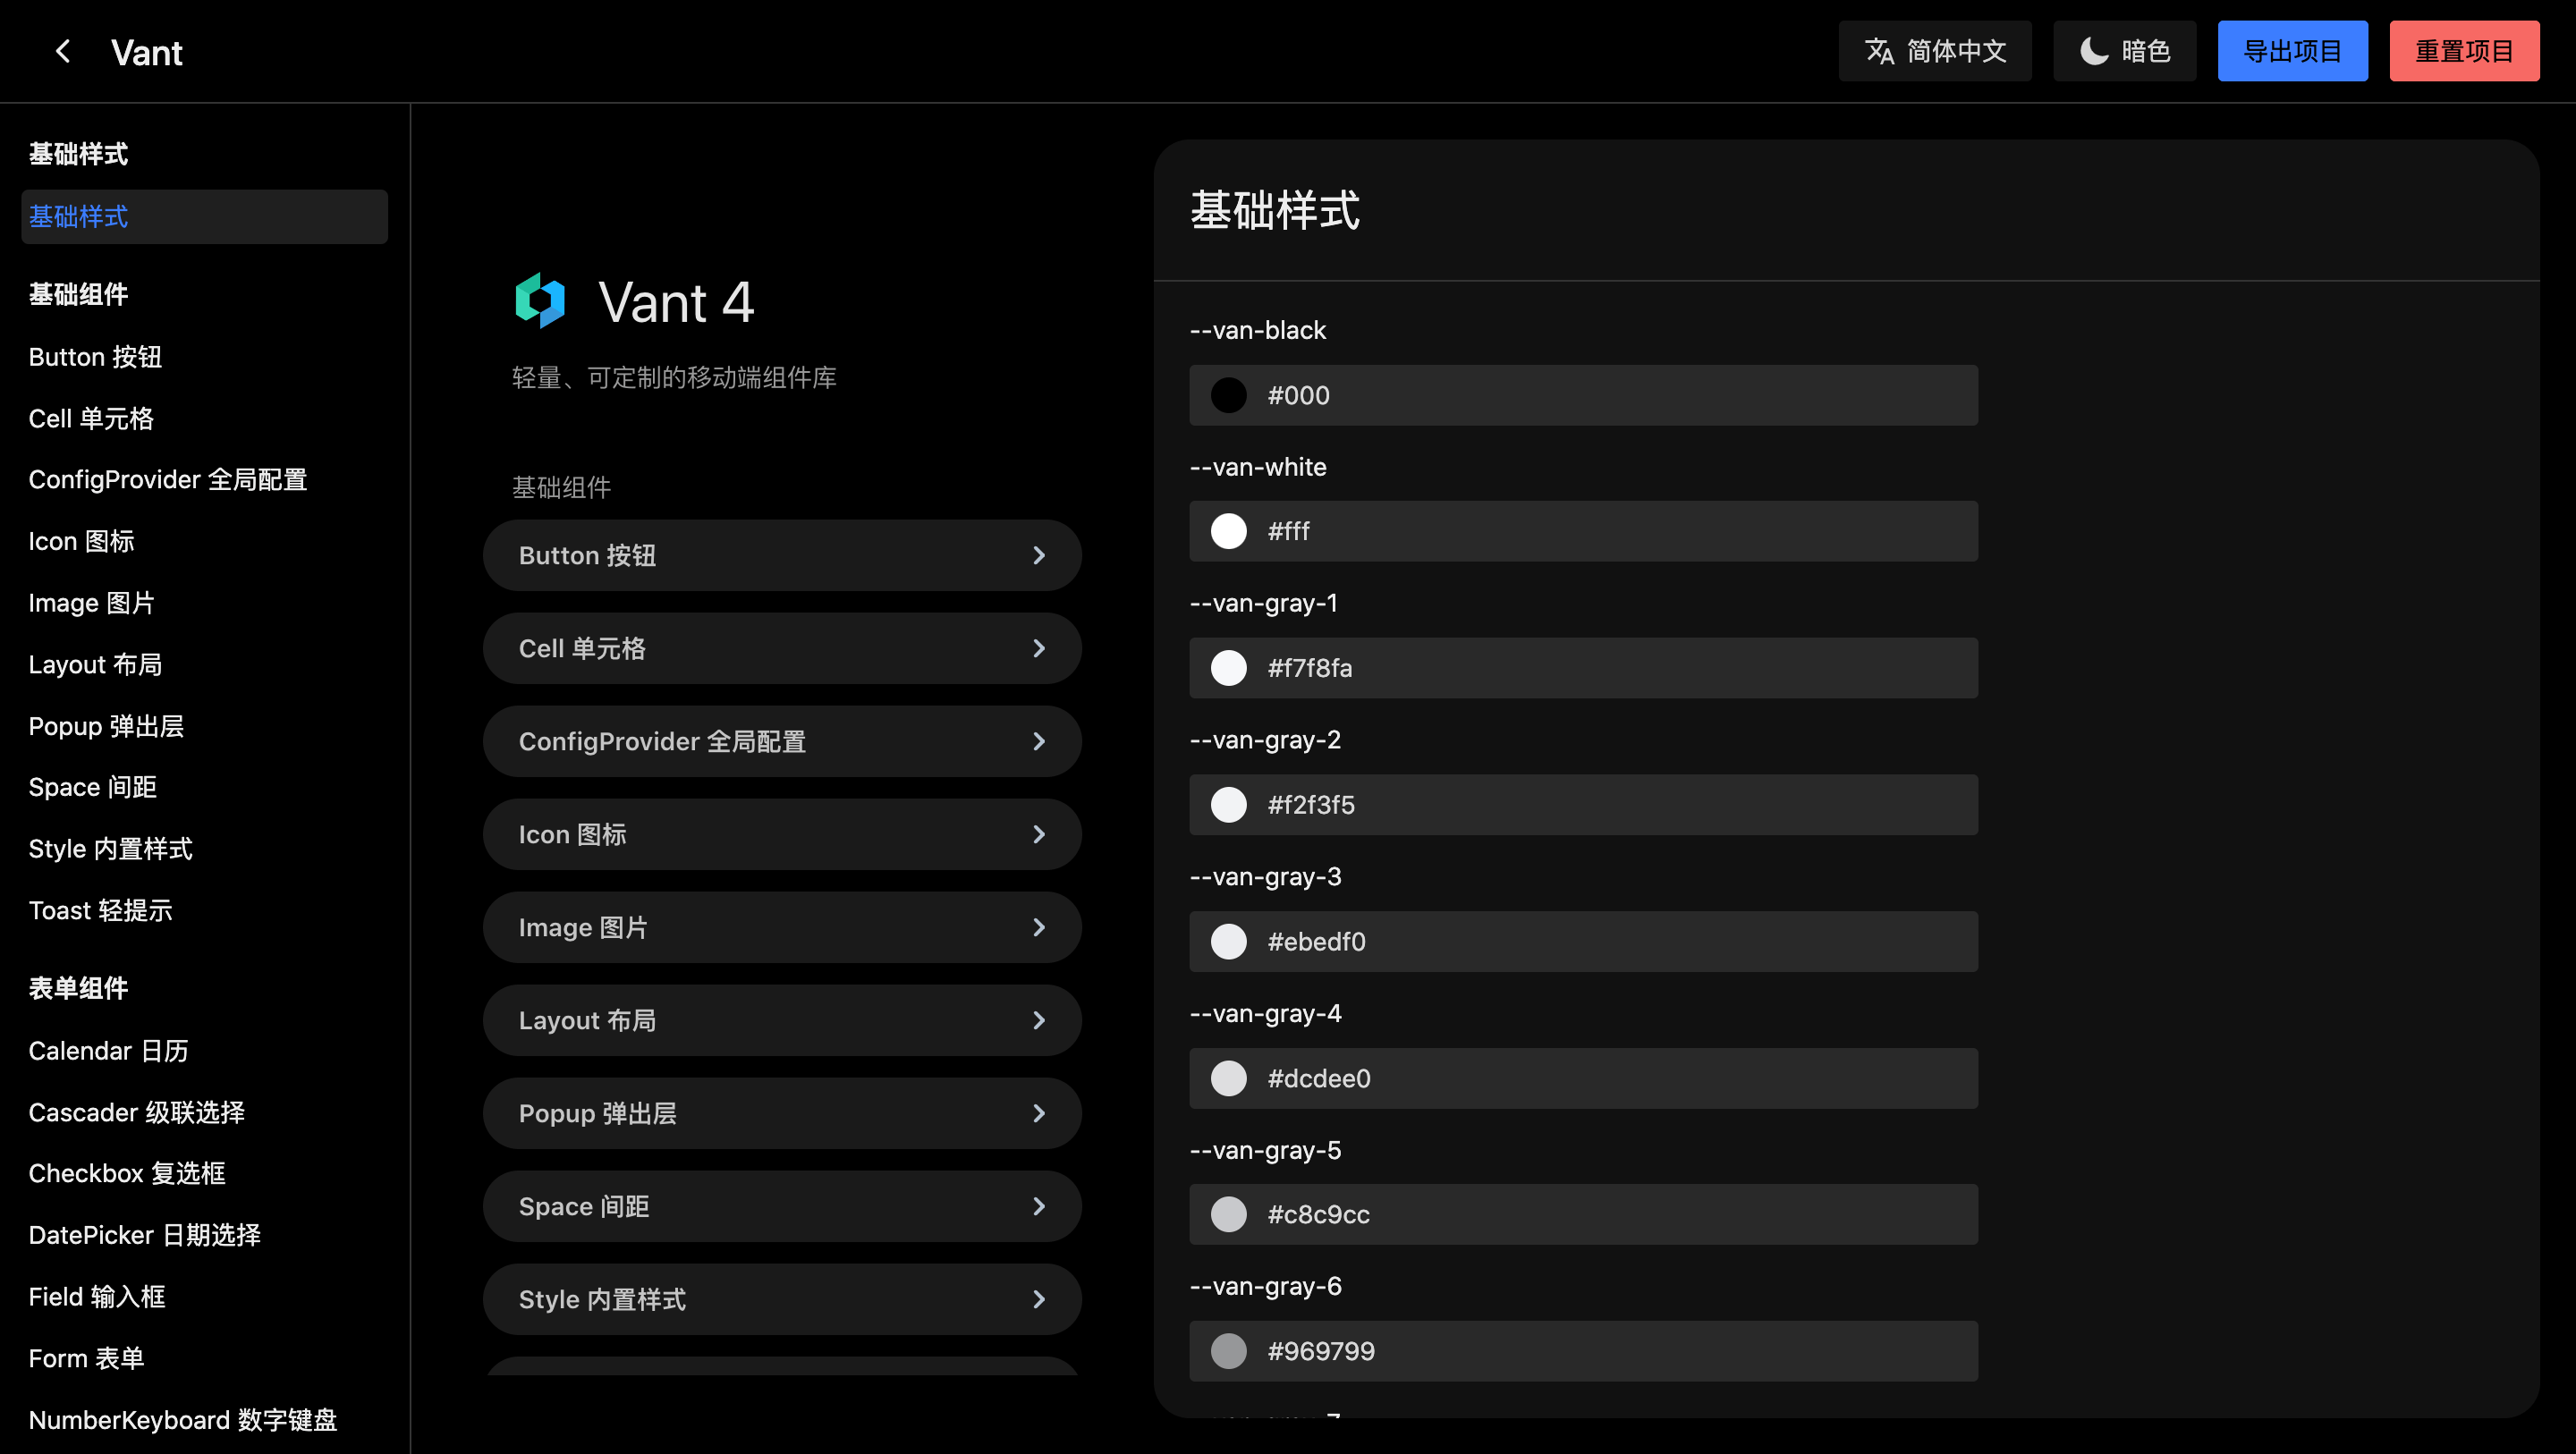 Vant
简体中文
暗色
导出项目
重置项目
基础样式
基础样式
基础组件
Button 按钮
Cell 单元格
ConfigProvider 全局配置
Icon 图标
Image 图片
Layout 布局
Popup 弹出层
Space 间距
Style 内置样式
Toast 轻提示
表单组件
Calendar 日历
Cascader 级联选择
Checkbox 复选框
DatePicker 日期选择
Field 输入框
Form 表单
NumberKeyboard 数字键盘
Vant 4
轻量、可定制的移动端组件库
基础组件
Button 按钮
Cell 单元格
ConfigProvider 全局配置
Icon 图标
Image 图片
Layout 布局
Popup 弹出层
Space 间距
Style 内置样式
基础样式
--van-black
#000
--van-white
#fff
--van-gray-1
#f7f8fa
--van-gray-2
#f2f3f5
--van-gray-3
#ebedf0
--van-gray-4
#dcdee0
--van-gray-5
#c8c9cc
--van-gray-6
#969799